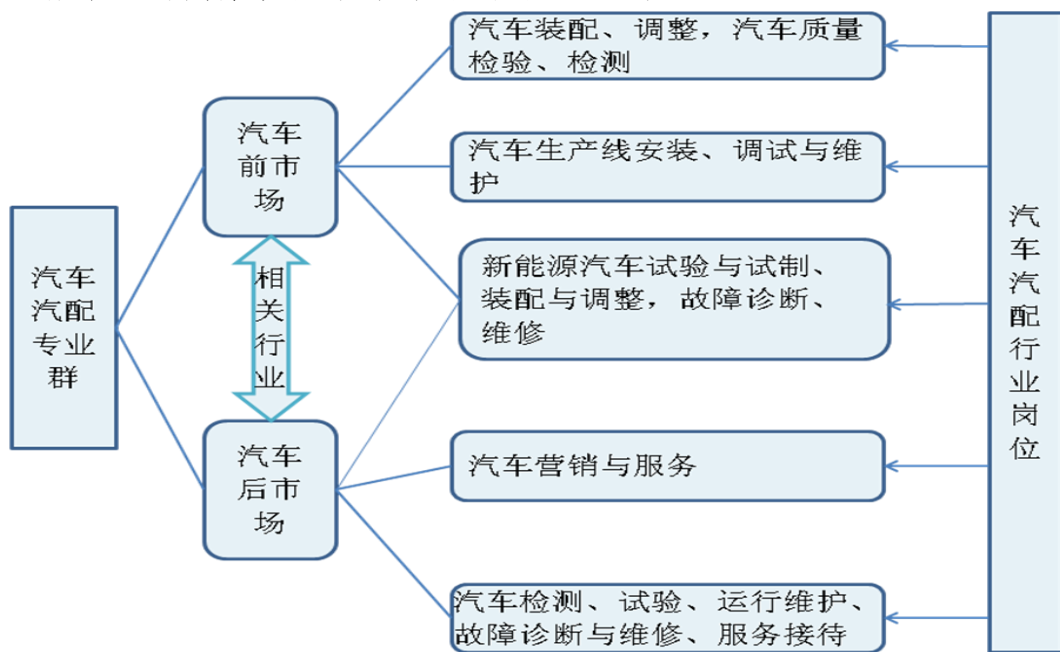 汽车装配、调整，汽车质量
检验、检测
汽车
前市
场
汽车生产线安装、调试与维
护
汽车
汽配
专业
群
相
关
行
业
新能源汽车试验与试制、
装配与调整，故障诊断、
维修
汽
车
汽
配
行
业
岗
位
汽车
后市
场
汽车营销与服务
汽车检测、试验、运行维护、
故障诊断与维修、服务接待